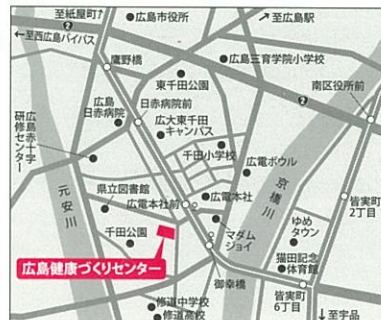 至紙屋町↑
広島市役所
↗至広島駅
2
←至西広島バイパス
鷹野橋
広島三育学院小学校
東千田公園
南区役所前
広島
日赤病院
日赤病院前
2
広島赤十字
研修センター
広大東千田
キャンパス
千田小学校
広電ボウル
京橋川
元安川
県立図書館
広電本社
広電本社前
皆実町
2丁目
千田公園
マダム
ジョイ
ゆめ
タウン
猫田記念
体育館
広島健康づくりセンター
御幸橋
皆実町
6丁目
修道中学校
修道高校
↓至宇品